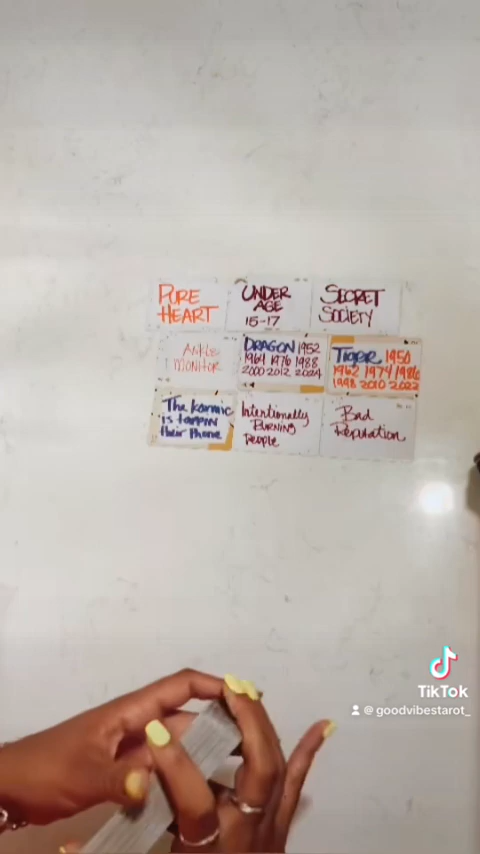 PURE
HEART
UNDER
AGE
15-17
SECRET
SOCIETY
ANKLE
MONITOR
DRAGON 1952
1964 1976 1988
2000 2012 2024
TIGER 1950
1962 1974 1986
1998 2010 2022
The karmic
is tappin
their Phone
Intentionally
BURNING
People
Bad
Reputation
TikTok
@goodvibestarot_